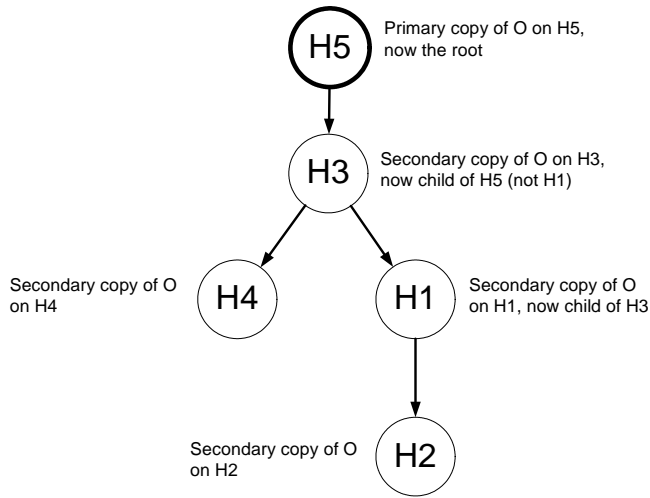 H5
Primary copy of O on H5,
now the root
H3
Secondary copy of O on H3,
now child of H5 (not H1)
Secondary copy of O
on H4
H4
H1
Secondary copy of O
on H1, now child of H3
Secondary copy of O
on H2
H2